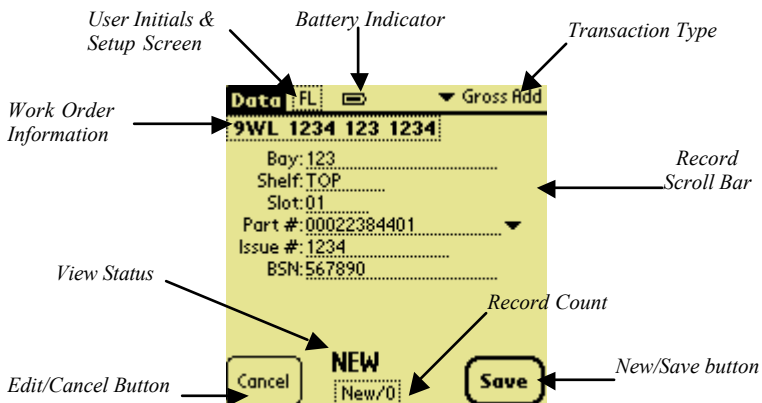 User Initials &
Setup Screen
Battery Indicator
Transaction Type
Data FL Gross Add
Work Order
Information
9WL 1234 123 1234
Bay: 123
Shelf: TOP
Slot: 01
Part #: 00022384401
Issue #: 1234
BSN: 567890
Record
Scroll Bar
View Status
Record Count
NEW
Edit/Cancel Button
Cancel
New/0
Save
New/Save button